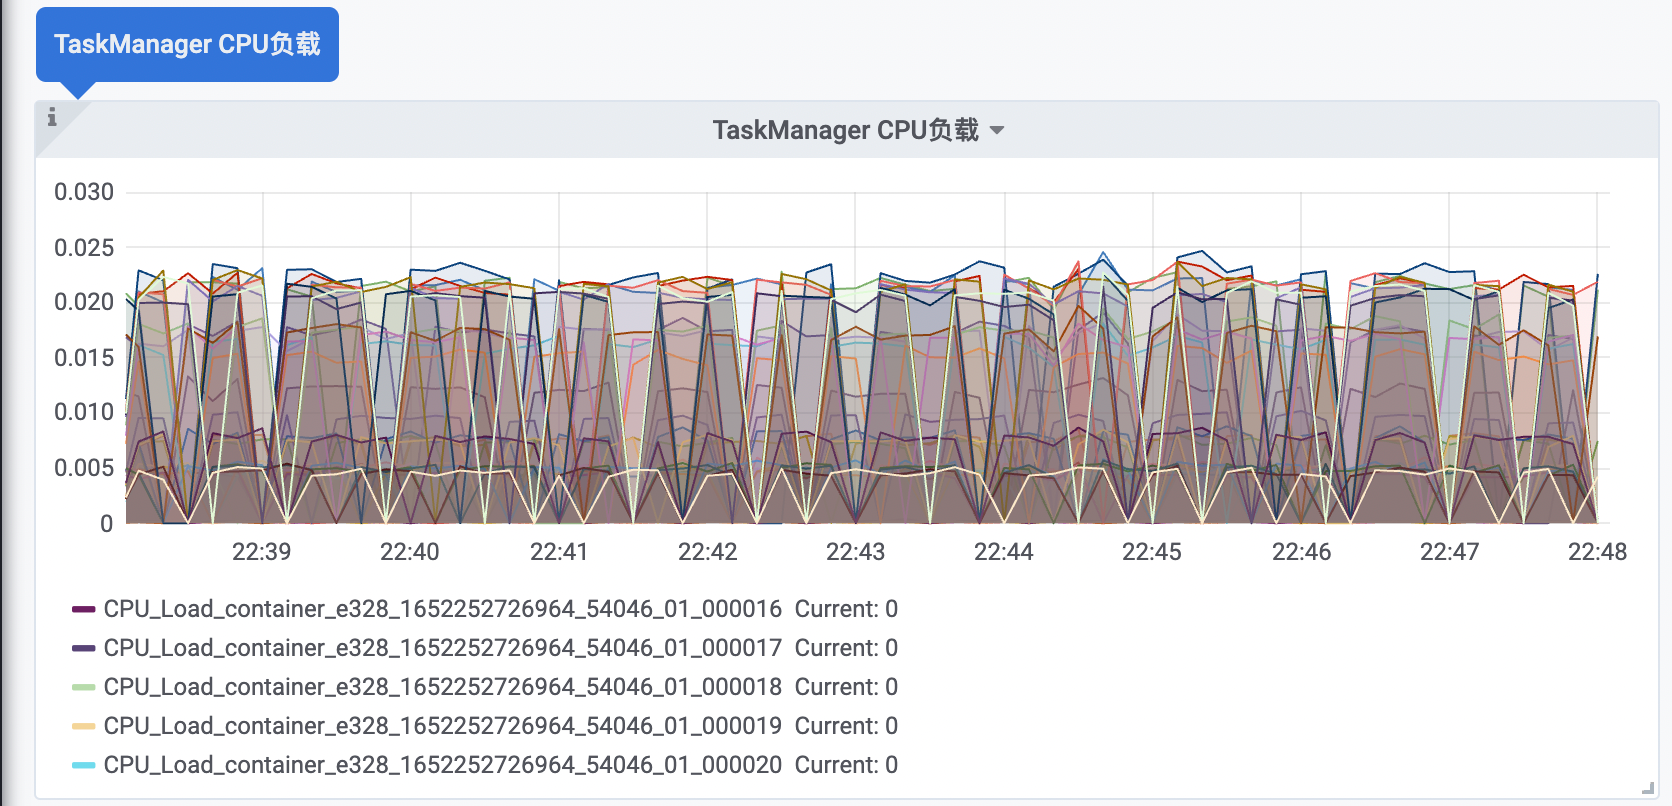 TaskManager CPU负载
i
TaskManager CPU负载
0.030
0.025
0.020
0.015
0.010
0.005
0
22:39 22:40 22:41 22:42 22:43 22:44 22:45 22:46 22:47 22:48
CPU_Load_container_e328_1652252726964_54046_01_000016 Current: 0
CPU_Load_container_e328_1652252726964_54046_01_000017 Current: 0
CPU_Load_container_e328_1652252726964_54046_01_000018 Current: 0
CPU_Load_container_e328_1652252726964_54046_01_000019 Current: 0
CPU_Load_container_e328_1652252726964_54046_01_000020 Current: 0